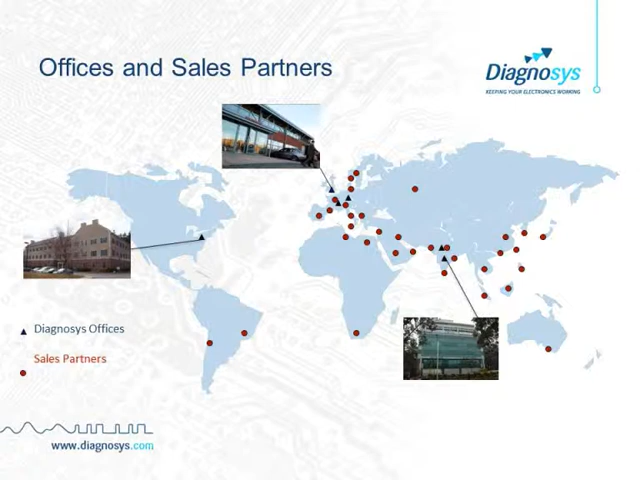 Offices and Sales Partners
Diagnosys
KEEPING YOUR ELECTRONICS WORKING
Diagnosys Offices
Sales Partners
www.diagnosys.com